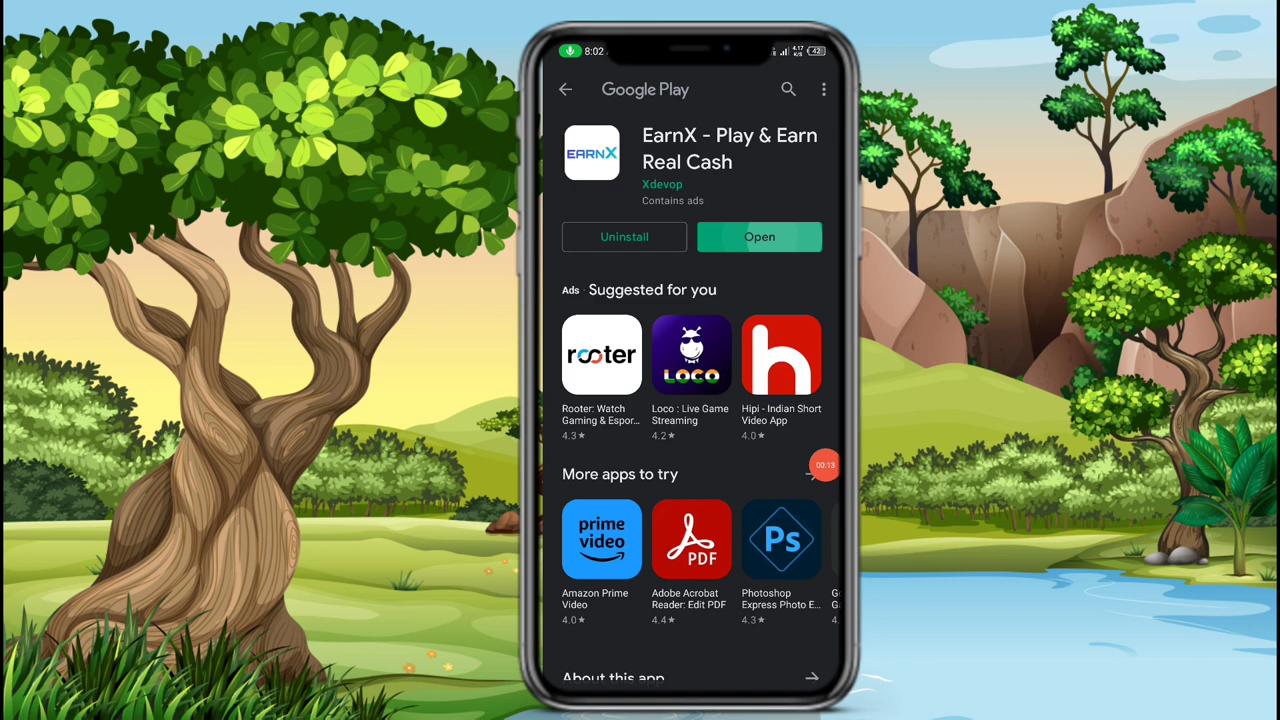 8:02
4.17
K/S
42
Google Play
EARNX
EarnX - Play & Earn
Real Cash
Xdevop
Contains ads
Uninstall
Open
Ads · Suggested for you
rooter
LOCO
h
Rooter: Watch
Gaming & Espor...
4.3★
Loco : Live Game
Streaming
4.2★
Hipi - Indian Short
Video App
4.0★
More apps to try
00:13
prime
video
PDF
Ps
Amazon Prime
Video
4.0★
Adobe Acrobat
Reader: Edit PDF
4.4★
Photoshop
Express Photo E...
4.3★
About this app